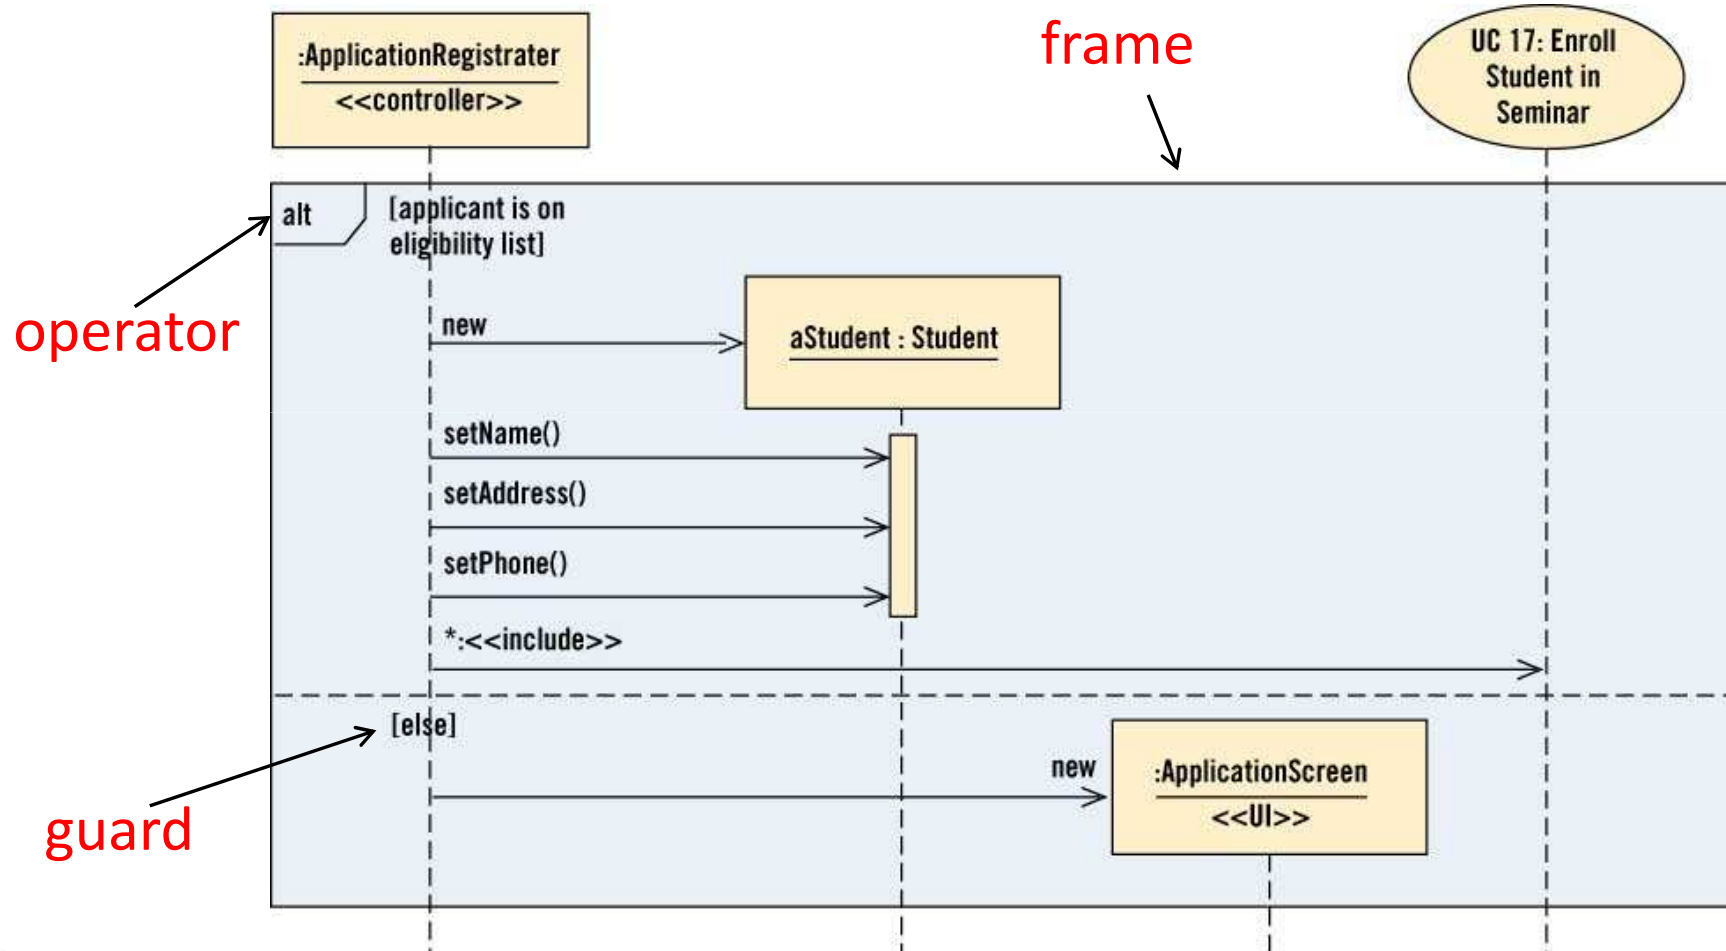 :ApplicationRegistrater
<<controller>>
frame
UC 17: Enroll
Student in
Seminar
alt
[applicant is on
eligibility list]
operator
new
aStudent : Student
setName()
setAddress()
setPhone()
*:<<include>>
[else]
guard
new
:ApplicationScreen
<<UI>>